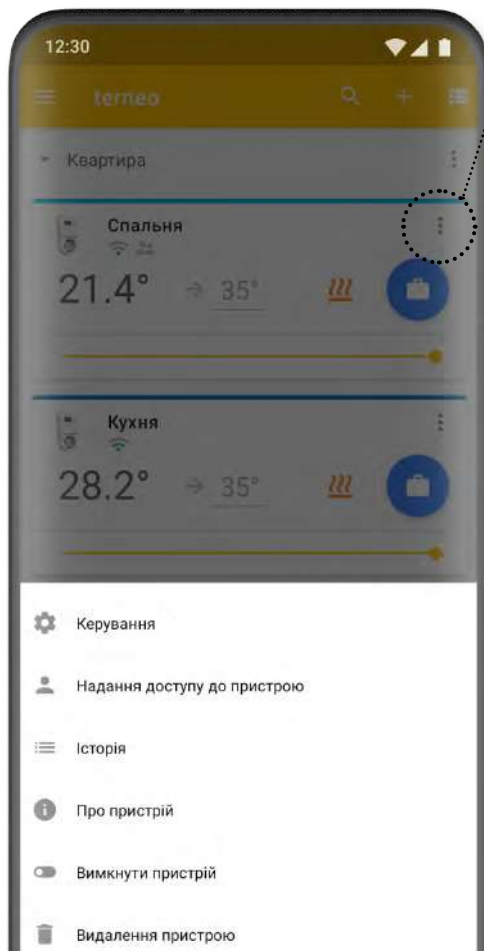 12:30
terneo
Квартира
Спальня
21.4° → 35°
Кухня
28.2° → 35°
Керування
Надання доступу до пристрою
Історія
Про пристрій
Вимкнути пристрій
Видалення пристрою